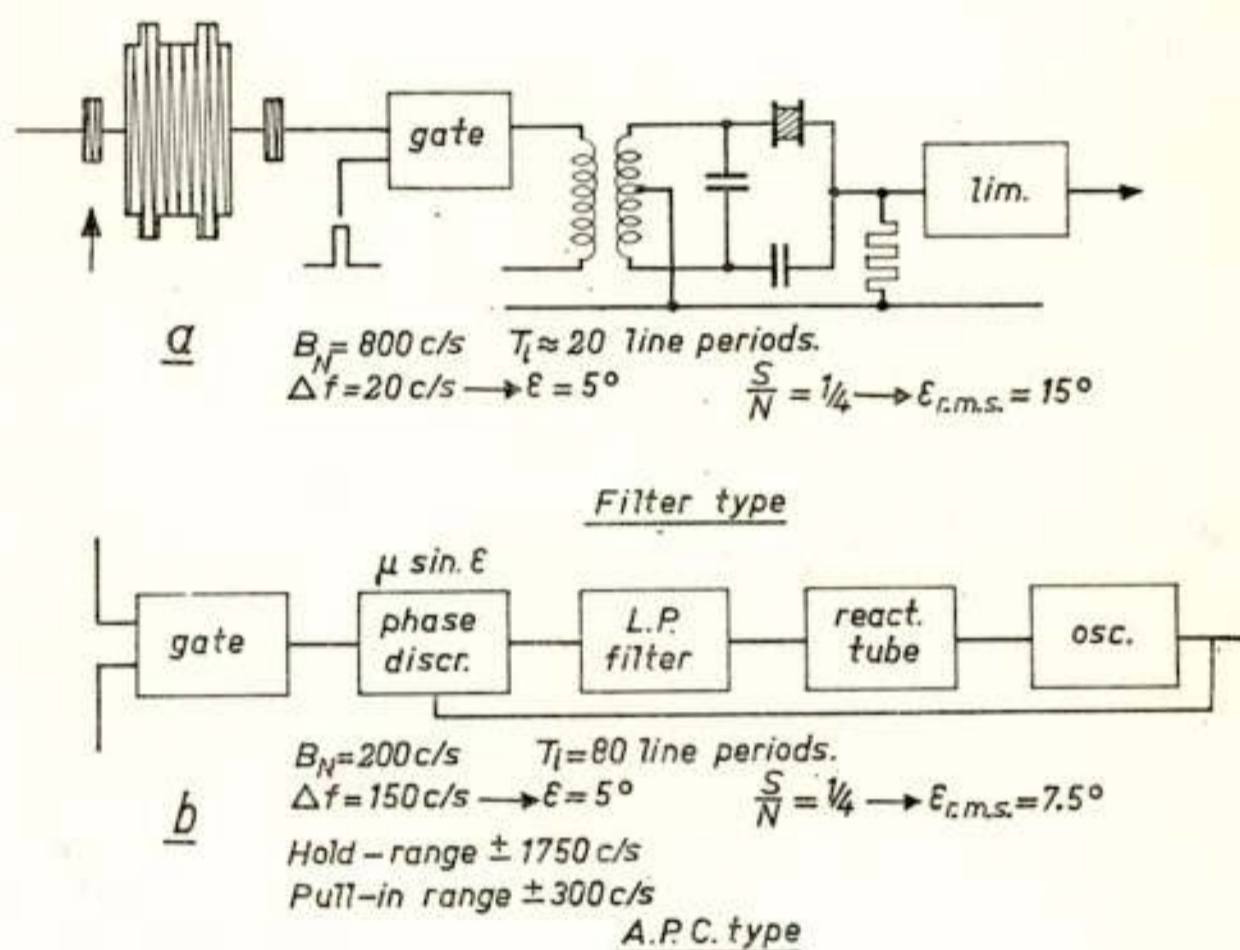 gate
lim.
a
B_N = 800 c/s T_i ≈ 20 line periods.
Δf = 20 c/s → ε = 5° S/N = 1/4 → ε_r.m.s. = 15°
Filter type
μ sin. ε
gate
phase discr.
L.P. filter
react. tube
osc.
b
B_N = 200 c/s T_i = 80 line periods.
Δf = 150 c/s → ε = 5° S/N = 1/4 → ε_r.m.s. = 7.5°
Hold-range ± 1750 c/s
Pull-in range ± 300 c/s
A.P.C. type